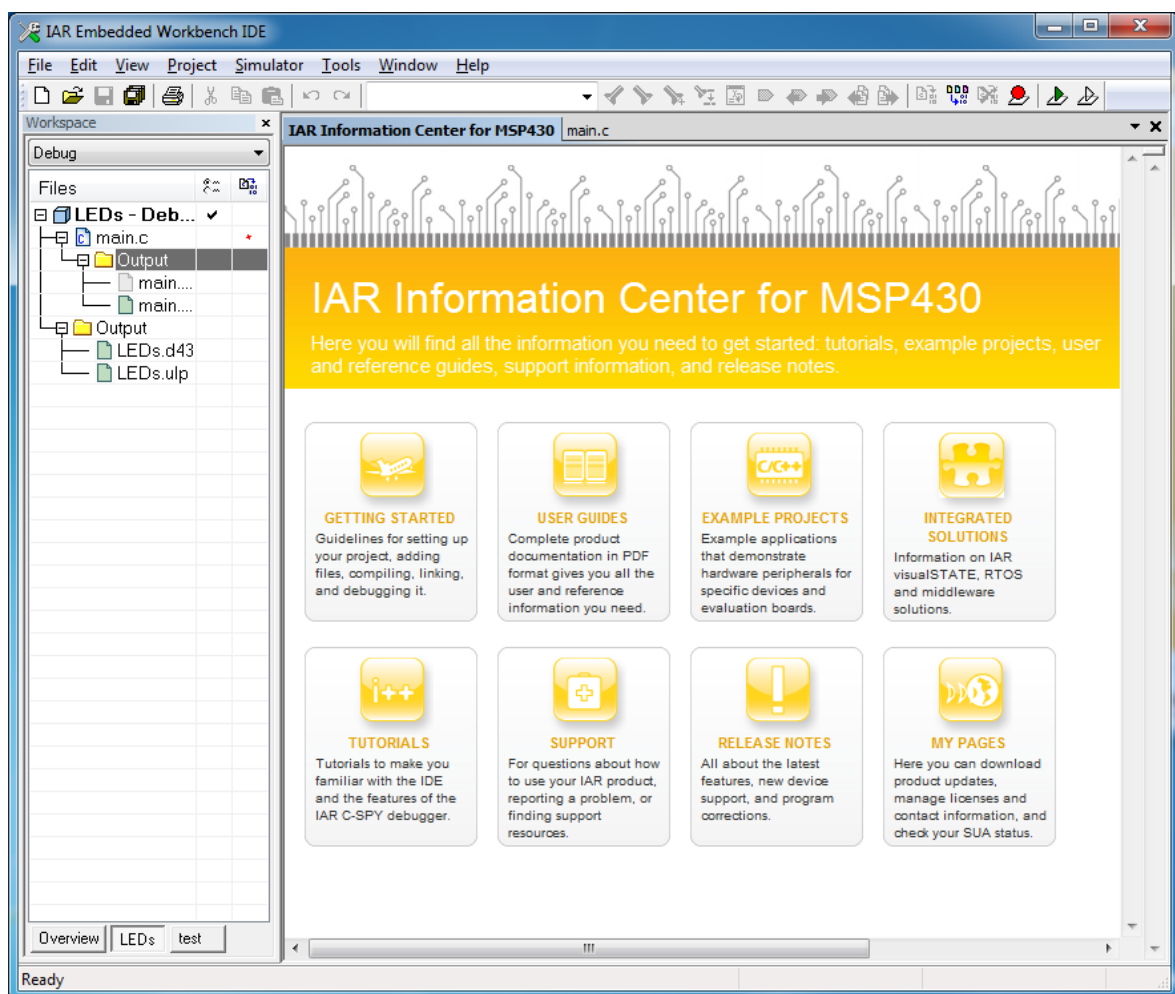 IAR Embedded Workbench IDE
File Edit View Project Simulator Tools Window Help
Workspace
Debug
Files
LEDs - Deb...
main.c
Output
main....
main....
Output
LEDs.d43
LEDs.ulp
Overview LEDs test
IAR Information Center for MSP430 main.c
IAR Information Center for MSP430
Here you will find all the information you need to get started: tutorials, example projects, user
and reference guides, support information, and release notes.
GETTING STARTED
Guidelines for setting up
your project, adding
files, compiling, linking,
and debugging it.
USER GUIDES
Complete product
documentation in PDF
format gives you all the
user and reference
information you need.
C/C++
EXAMPLE PROJECTS
Example applications
that demonstrate
hardware peripherals for
specific devices and
evaluation boards.
INTEGRATED
SOLUTIONS
Information on IAR
visualSTATE, RTOS
and middleware
solutions.
i++
TUTORIALS
Tutorials to make you
familiar with the IDE
and the features of the
IAR C-SPY debugger.
SUPPORT
For questions about how
to use your IAR product,
reporting a problem, or
finding support
resources.
RELEASE NOTES
All about the latest
features, new device
support, and program
corrections.
MY PAGES
Here you can download
product updates,
manage licenses and
contact information, and
check your SUA status.
Ready